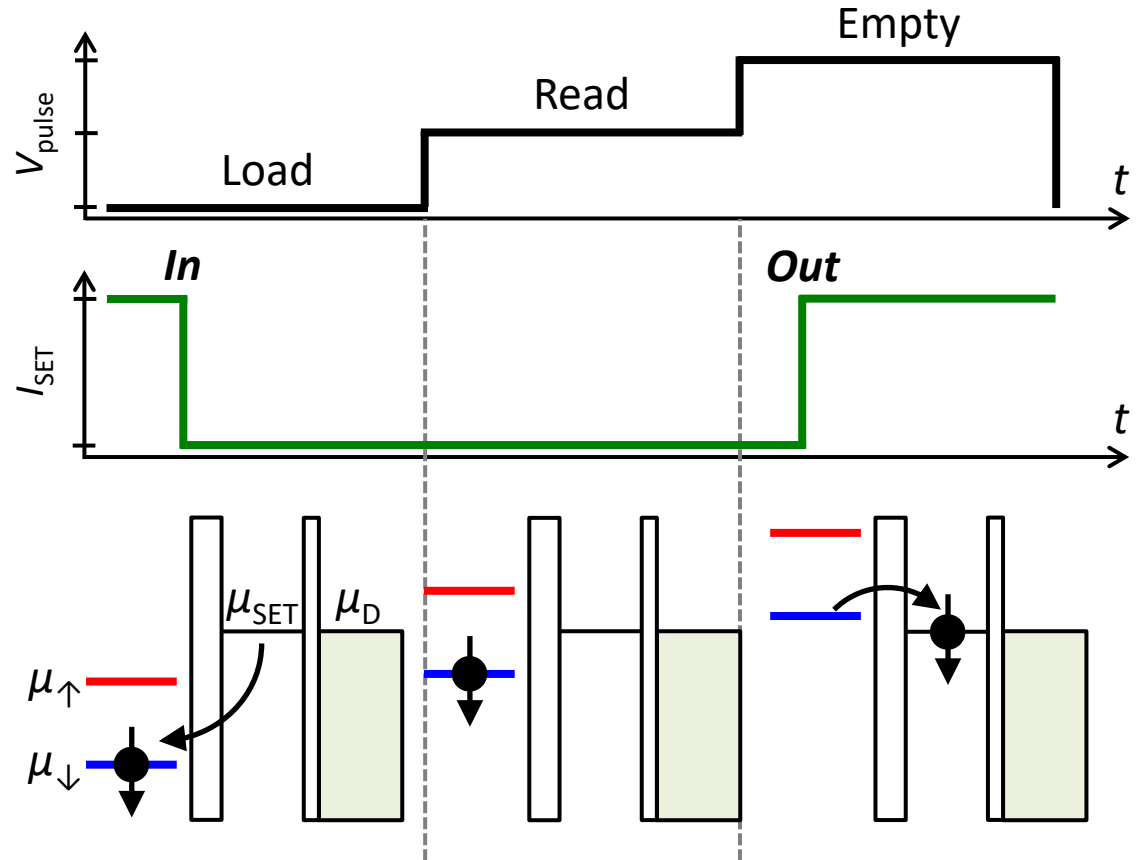 Empty
Read
Load
V_pulse
t
In
Out
I_SET
t
μ_SET
μ_D
μ_↑
μ_↓